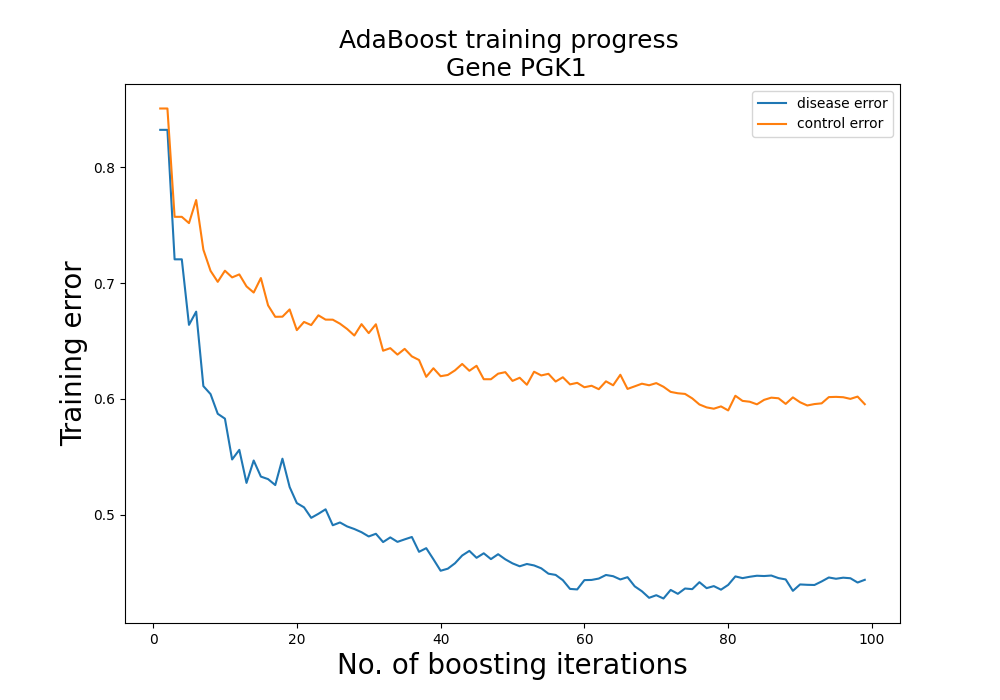 AdaBoost training progress
Gene PGK1
disease error
control error
Training error
0.8
0.7
0.6
0.5
0
20
40
60
80
100
No. of boosting iterations